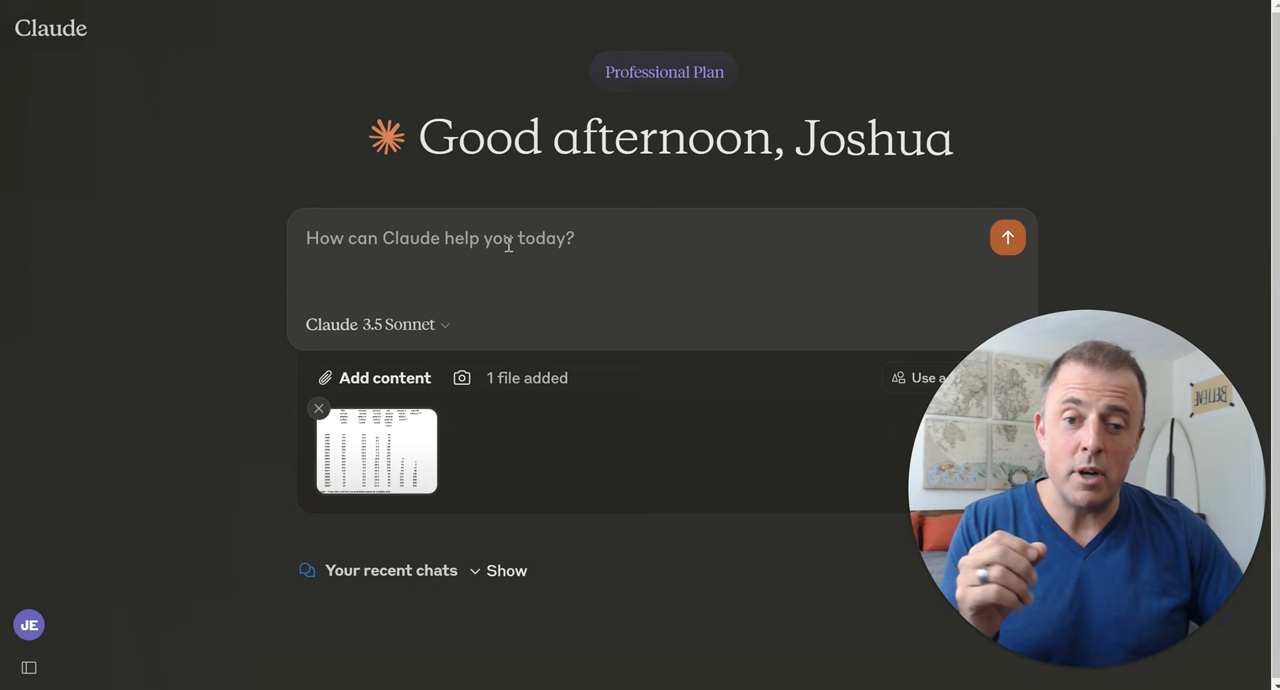 Claude
Professional Plan
Good afternoon, Joshua
How can Claude help you today?
Claude 3.5 Sonnet
Add content
1 file added
Use a
BELIEVE
Your recent chats
Show
JE